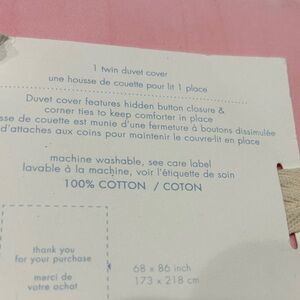 1 twin duvet cover
une housse de couette pour lit 1 place
Duvet cover features hidden button closure &
corner ties to keep comforter in place
de couette est munie d'une fermeture à boutons dissimulée
d'attaches aux coins pour maintenir le couvre-lit en place
machine washable, see care label
lavable à la machine, voir l'étiquette de soin
100% COTTON / COTON
thank you
for your purchase
merci de
votre achat
68 x 86 inch
173 x 218 cm